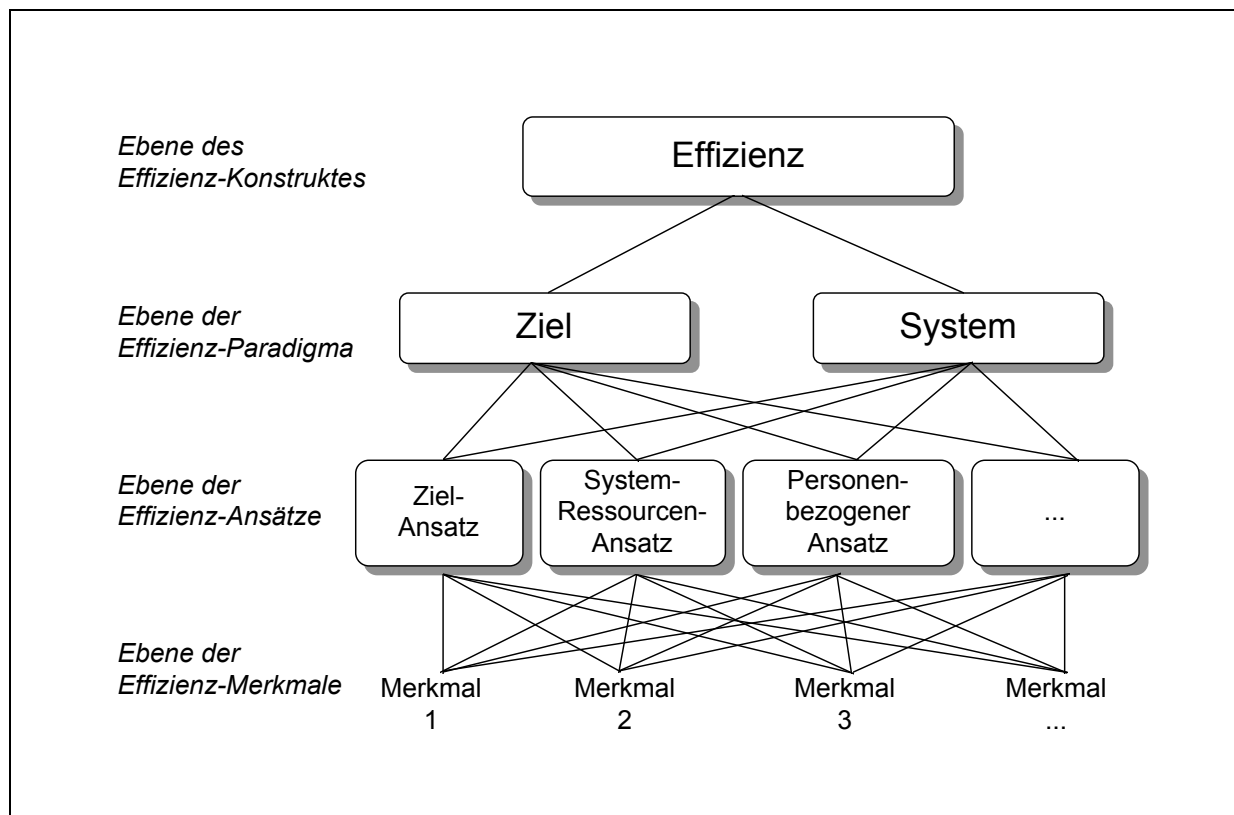 Ebene des
Effizienz-Konstruktes
Effizienz
Ebene der
Effizienz-Paradigma
Ziel
System
Ebene der
Effizienz-Ansätze
Ziel-
Ansatz
System-
Ressourcen-
Ansatz
Personen-
bezogener
Ansatz
...
Ebene der
Effizienz-Merkmale
Merkmal
1
Merkmal
2
Merkmal
3
Merkmal
...